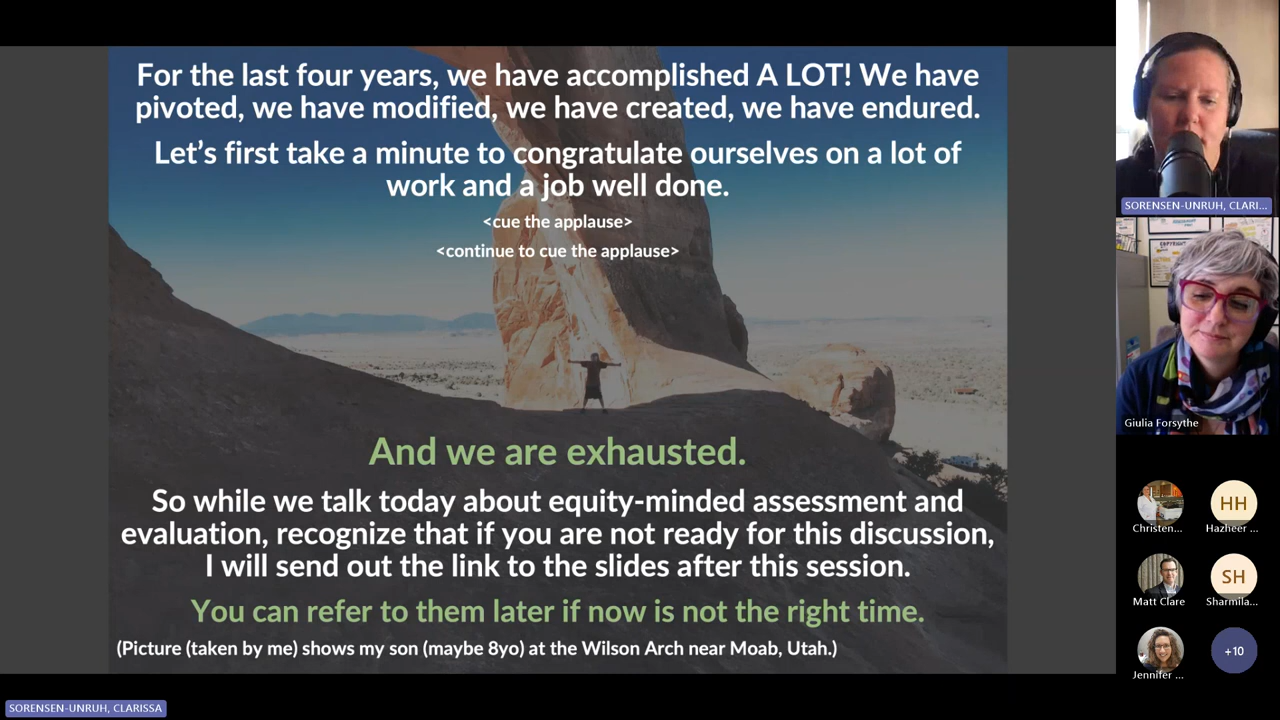 For the last four years, we have accomplished A LOT! We have
pivoted, we have modified, we have created, we have endured.
Let's first take a minute to congratulate ourselves on a lot of
work and a job well done.
<cue the applause>
<continue to cue the applause>
And we are exhausted.
So while we talk today about equity-minded assessment and
evaluation, recognize that if you are not ready for this discussion,
I will send out the link to the slides after this session.
You can refer to them later if now is not the right time.
(Picture (taken by me) shows my son (maybe 8yo) at the Wilson Arch near Moab, Utah.)
SORENSEN-UNRUH, CLARISSA
SORENSEN-UNRUH, CLARI...
COPYRIGHT
Giulia Forsythe
Christen...
HH
Hazheer ...
Matt Clare
SH
Sharmila...
Jennifer ...
+10